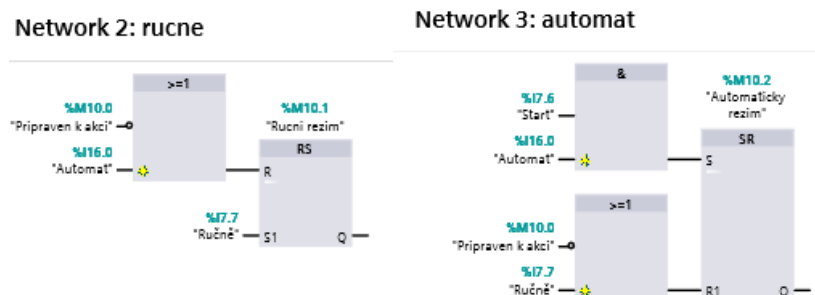 Network 2: rucne
>=1
%M10.0
"Pripraven k akci"
%I16.0
"Automat"
%M10.1
"Rucni rezim"
RS
R
%I7.7
"Ručně"
S1
Q
Network 3: automat
&
%I7.6
"Start"
%I16.0
"Automat"
%M10.2
"Automaticky
rezim"
SR
S
>=1
%M10.0
"Pripraven k akci"
%I7.7
"Ručně"
R1
Q